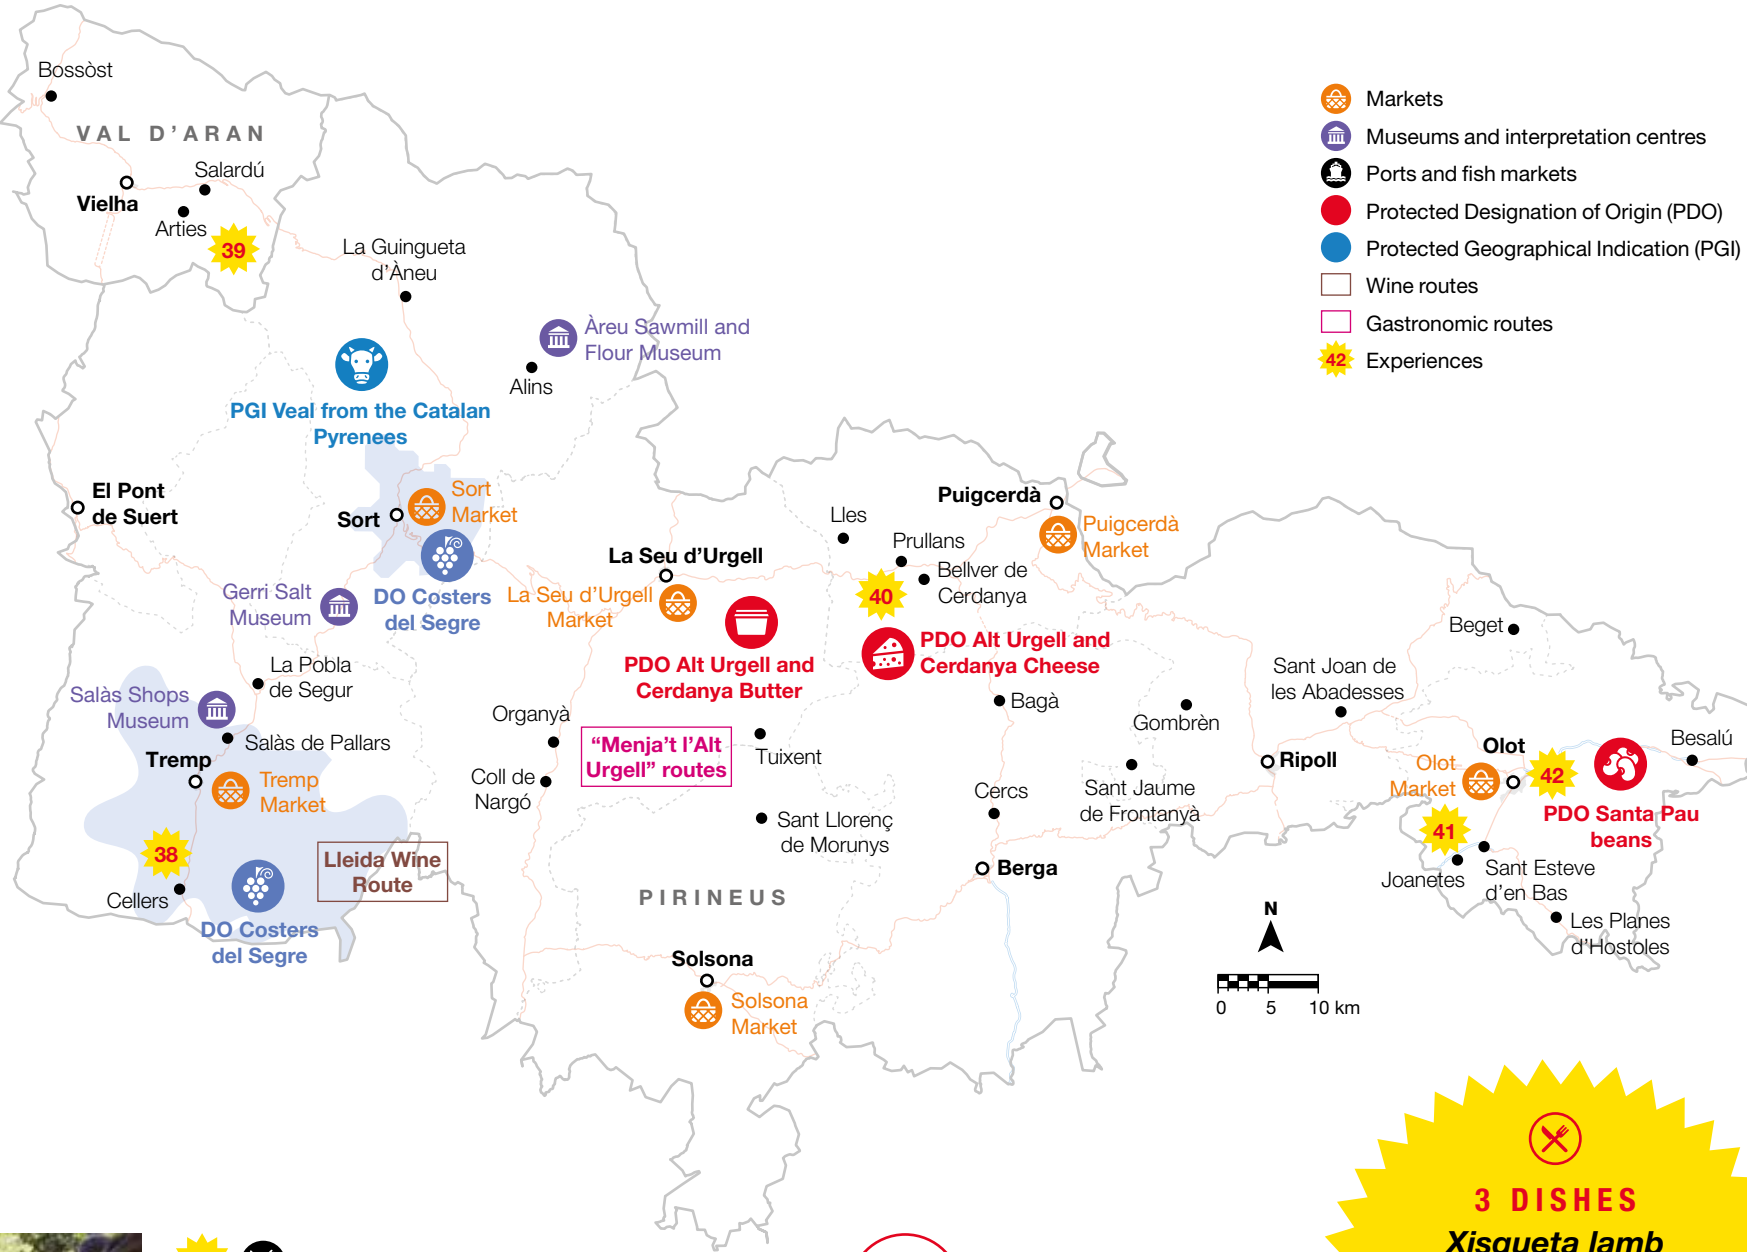 Bossòst
VAL D'ARAN
Salardú
Vielha
Arties
39
La Guingueta
d'Àneu
Àreu Sawmill and
Flour Museum
Alins
PGI Veal from the Catalan
Pyrenees
El Pont
de Suert
Sort
Sort
Market
DO Costers
del Segre
Gerri Salt
Museum
La Seu d'Urgell
La Seu d'Urgell
Market
PDO Alt Urgell and
Cerdanya Butter
Lles
Prullans
Bellver de
Cerdanya
40
PDO Alt Urgell and
Cerdanya Cheese
Puigcerdà
Puigcerdà
Market
La Pobla
de Segur
Salàs Shops
Museum
Salàs de Pallars
Tremp
Tremp
Market
38
Cellers
DO Costers
del Segre
Lleida Wine
Route
Organyà
Coll de
Nargó
"Menja't l'Alt
Urgell" routes
Tuixent
Sant Llorenç
de Morunys
PIRINEUS
Solsona
Solsona
Market
Bagà
Cercs
Berga
Gombrèn
Sant Jaume
de Frontanyà
Ripoll
Sant Joan de
les Abadesses
Beget
Olot
Olot
Market
42
41
PDO Santa Pau
beans
Besalú
Joanetes
Sant Esteve
d'en Bas
Les Planes
d'Hostoles
Markets
Museums and interpretation centres
Ports and fish markets
Protected Designation of Origin (PDO)
Protected Geographical Indication (PGI)
Wine routes
Gastronomic routes
42 Experiences
N
0 5 10 km
3 DISHES
Xisqueta lamb